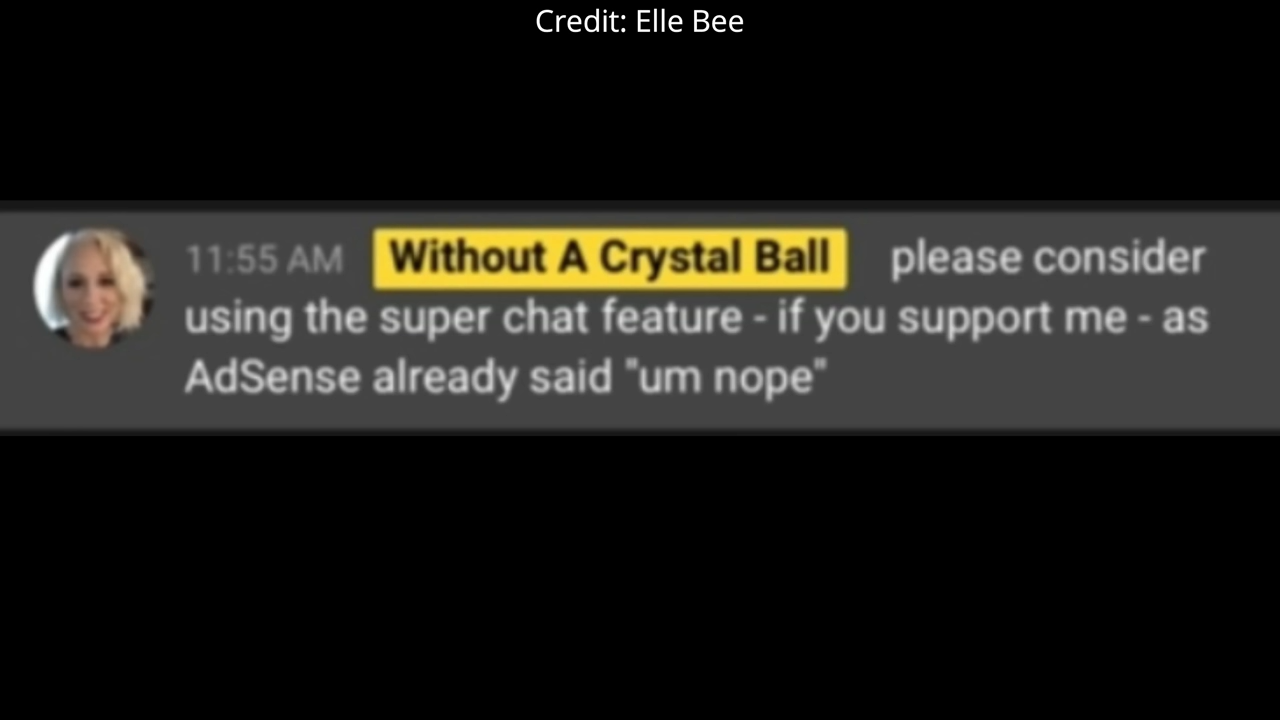 Credit: Elle Bee
11:55 AM Without A Crystal Ball please consider
using the super chat feature - if you support me - as
AdSense already said "um nope"